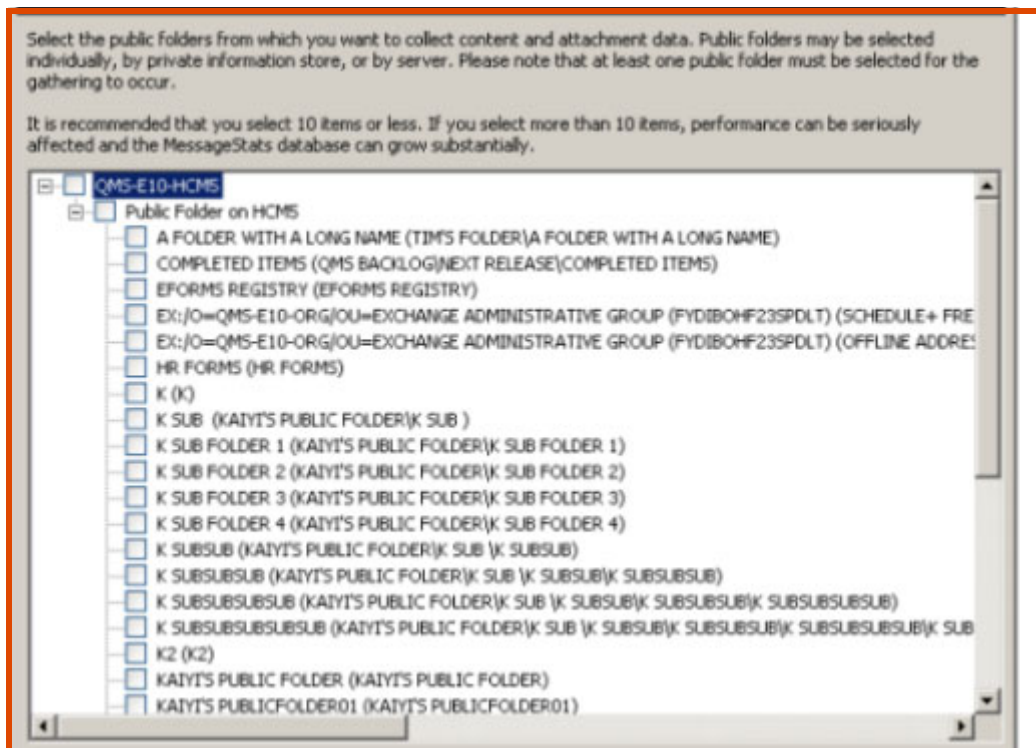 Select the public folders from which you want to collect content and attachment data. Public folders may be selected
individually, by private information store, or by server. Please note that at least one public folder must be selected for the
gathering to occur.
It is recommended that you select 10 items or less. If you select more than 10 items, performance can be seriously
affected and the MessageStats database can grow substantially.
QMS-E10-HCM5
Public Folder on HCM5
A FOLDER WITH A LONG NAME (TIM'S FOLDER\A FOLDER WITH A LONG NAME)
COMPLETED ITEMS (QMS BACKLOG\NEXT RELEASE\COMPLETED ITEMS)
EFORMS REGISTRY (EFORMS REGISTRY)
EX:/O=QMS-E10-ORG/OU=EXCHANGE ADMINISTRATIVE GROUP (FYDIBOHF23SPDLT) (SCHEDULE+ FRE
EX:/O=QMS-E10-ORG/OU=EXCHANGE ADMINISTRATIVE GROUP (FYDIBOHF23SPDLT) (OFFLINE ADDRES
HR FORMS (HR FORMS)
K (K)
K SUB  (KAIYI'S PUBLIC FOLDER\K SUB )
K SUB FOLDER 1 (KAIYI'S PUBLIC FOLDER\K SUB FOLDER 1)
K SUB FOLDER 2 (KAIYI'S PUBLIC FOLDER\K SUB FOLDER 2)
K SUB FOLDER 3 (KAIYI'S PUBLIC FOLDER\K SUB FOLDER 3)
K SUB FOLDER 4 (KAIYI'S PUBLIC FOLDER\K SUB FOLDER 4)
K SUBSUB (KAIYI'S PUBLIC FOLDER\K SUB \K SUBSUB)
K SUBSUBSUB (KAIYI'S PUBLIC FOLDER\K SUB \K SUBSUB\K SUBSUBSUB)
K SUBSUBSUBSUB (KAIYI'S PUBLIC FOLDER\K SUB \K SUBSUB\K SUBSUBSUB\K SUBSUBSUBSUB)
K SUBSUBSUBSUBSUB (KAIYI'S PUBLIC FOLDER\K SUB \K SUBSUB\K SUBSUBSUB\K SUBSUBSUBSUB\K SUB
K2 (K2)
KAIYI'S PUBLIC FOLDER (KAIYI'S PUBLIC FOLDER)
KAIYI'S PUBLICFOLDER01 (KAIYI'S PUBLICFOLDER01)